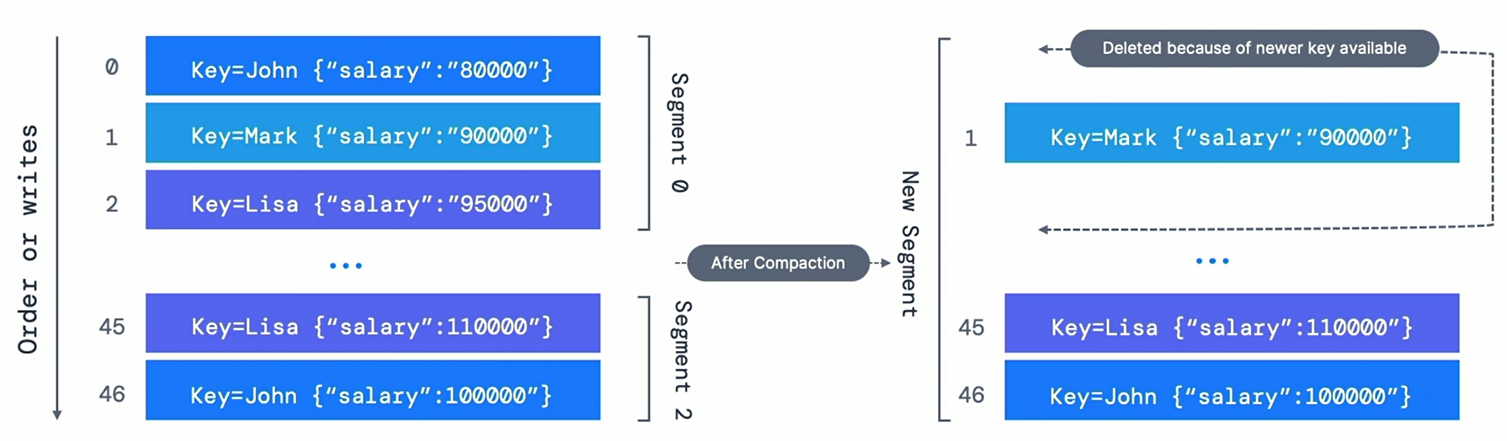 Order or writes
0
Key=John {“salary”:”80000”}
1
Key=Mark {“salary”:”90000”}
2
Key=Lisa {“salary”:”95000”}
...
45
Key=Lisa {“salary”:110000”}
46
Key=John {“salary”:100000”}
Segment 0
Segment 2
After Compaction
New Segment
Deleted because of newer key available
1
Key=Mark {“salary”:”90000”}
...
45
Key=Lisa {“salary”:110000”}
46
Key=John {“salary”:100000”}